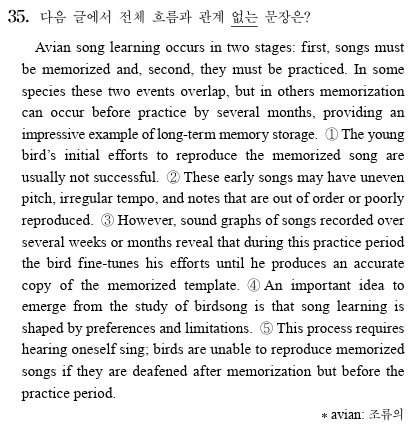 35. 다음 글에서 전체 흐름과 관계 없는 문장은?
Avian song learning occurs in two stages: first, songs must
be memorized and, second, they must be practiced. In some
species these two events overlap, but in others memorization
can occur before practice by several months, providing an
impressive example of long-term memory storage. ① The young
bird’s initial efforts to reproduce the memorized song are
usually not successful. ② These early songs may have uneven
pitch, irregular tempo, and notes that are out of order or poorly
reproduced. ③ However, sound graphs of songs recorded over
several weeks or months reveal that during this practice period
the bird fine-tunes his efforts until he produces an accurate
copy of the memorized template. ④ An important idea to
emerge from the study of birdsong is that song learning is
shaped by preferences and limitations. ⑤ This process requires
hearing oneself sing; birds are unable to reproduce memorized
songs if they are deafened after memorization but before the
practice period.
* avian: 조류의